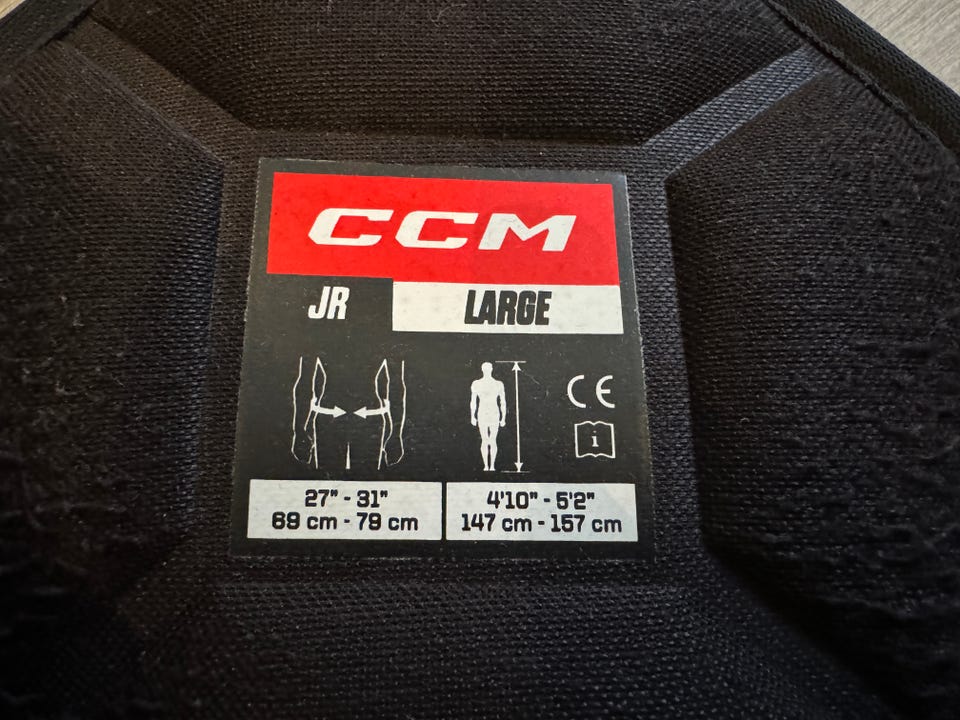 CCM
JR LARGE
CE
i
27" - 31" 4'10" - 5'2"
69 cm - 79 cm 147 cm - 157 cm